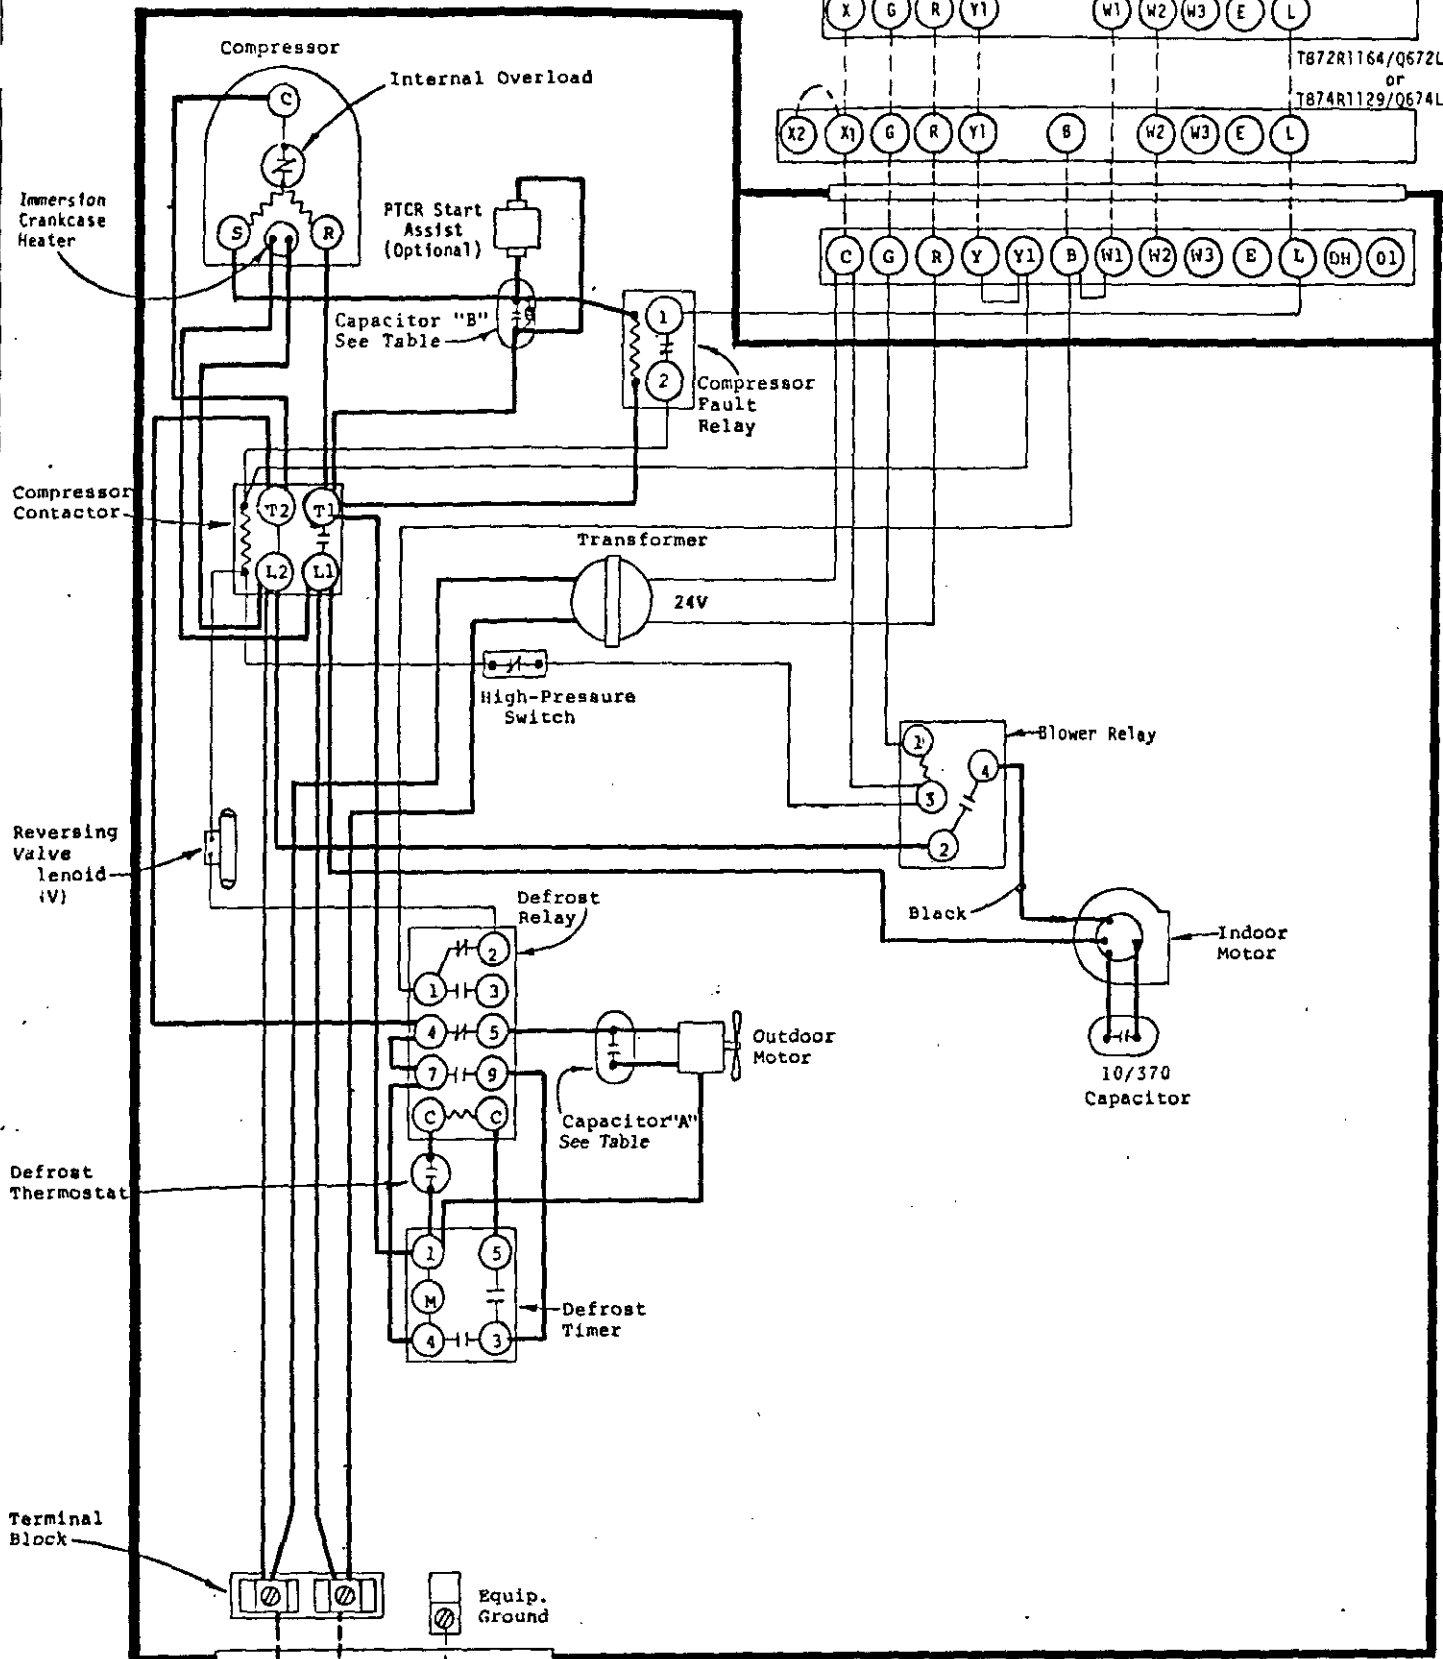 X G R Y1 W1 W2 W3 E L
T872R1164/Q672L
or
T874R1129/Q674L
X2 X1 G R Y1 B W2 W3 E L
C G R Y Y1 B W1 W2 W3 E L DH O1
Compressor
Internal Overload
C
S R
Immersion
Crankcase
Heater
PTCR Start
Assist
(Optional)
Capacitor "B"
See Table
1
2
Compressor
Fault
Relay
Compressor
Contactor
T2 T1
L2 L1
Transformer
24V
High-Pressure
Switch
Blower Relay
1
4
3
2
Reversing
Valve
lenoid
Black
Indoor
Motor
10/370
Capacitor
Defrost
Relay
2
1 3
4 5
7 9
C C
Outdoor
Motor
Capacitor"A"
See Table
Defrost
Thermostat
1 5
M
4 3
Defrost
Timer
Terminal
Block
Equip.
Ground